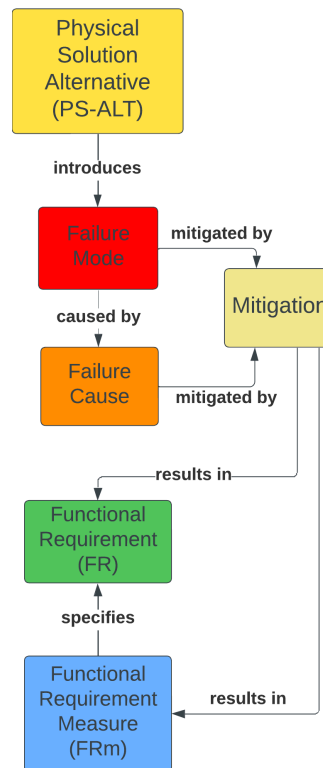 Physical
Solution
Alternative
(PS-ALT)
introduces
Failure
Mode
mitigated by
Mitigation
caused by
Failure
Cause
mitigated by
results in
Functional
Requirement
(FR)
specifies
Functional
Requirement
Measure
(FRm)
results in